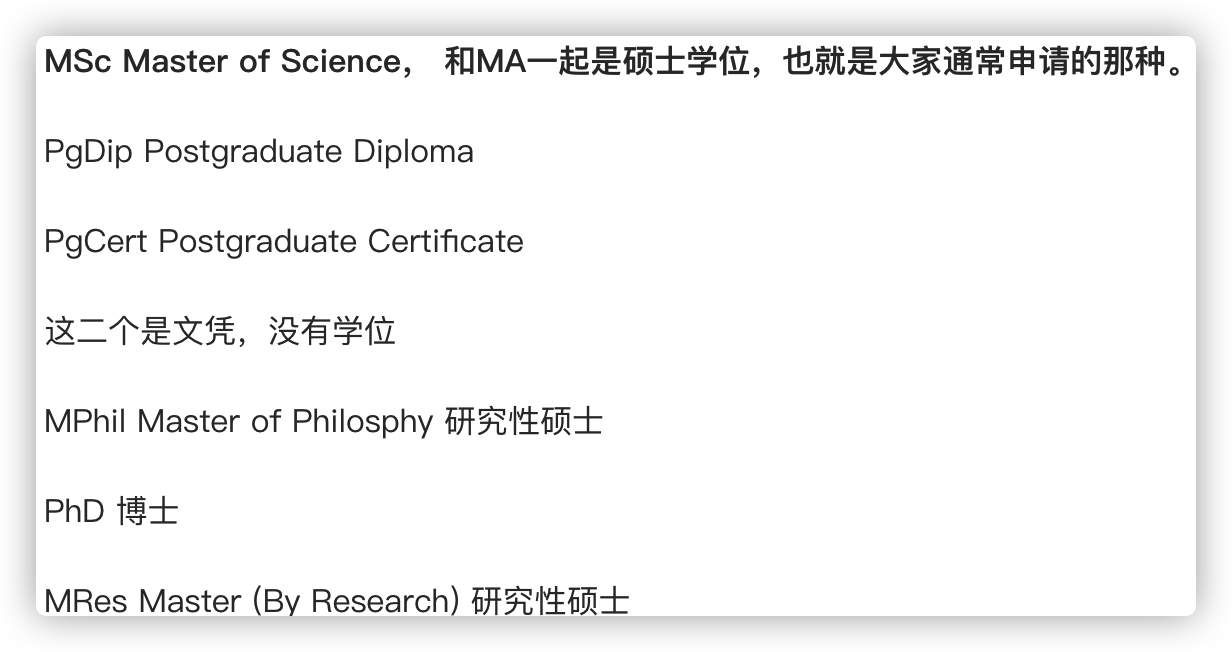 MSc Master of Science， 和MA一起是硕士学位，也就是大家通常申请的那种。
PgDip Postgraduate Diploma
PgCert Postgraduate Certificate
这二个是文凭，没有学位
MPhil Master of Philosphy 研究性硕士
PhD 博士
MRes Master (By Research) 研究性硕士